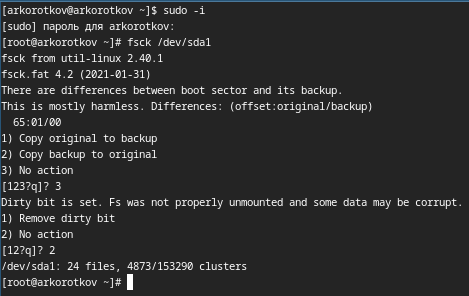 [arkorotkov@arkorotkov ~]$ sudo -i
[sudo] пароль для arkorotkov:
[root@arkorotkov ~]# fsck /dev/sda1
fsck from util-linux 2.40.1
fsck.fat 4.2 (2021-01-31)
There are differences between boot sector and its backup.
This is mostly harmless. Differences: (offset:original/backup)
  65:01/00
1) Copy original to backup
2) Copy backup to original
3) No action
[123?q]? 3
Dirty bit is set. Fs was not properly unmounted and some data may be corrupt.
1) Remove dirty bit
2) No action
[12?q]? 2
/dev/sda1: 24 files, 4873/153290 clusters
[root@arkorotkov ~]#